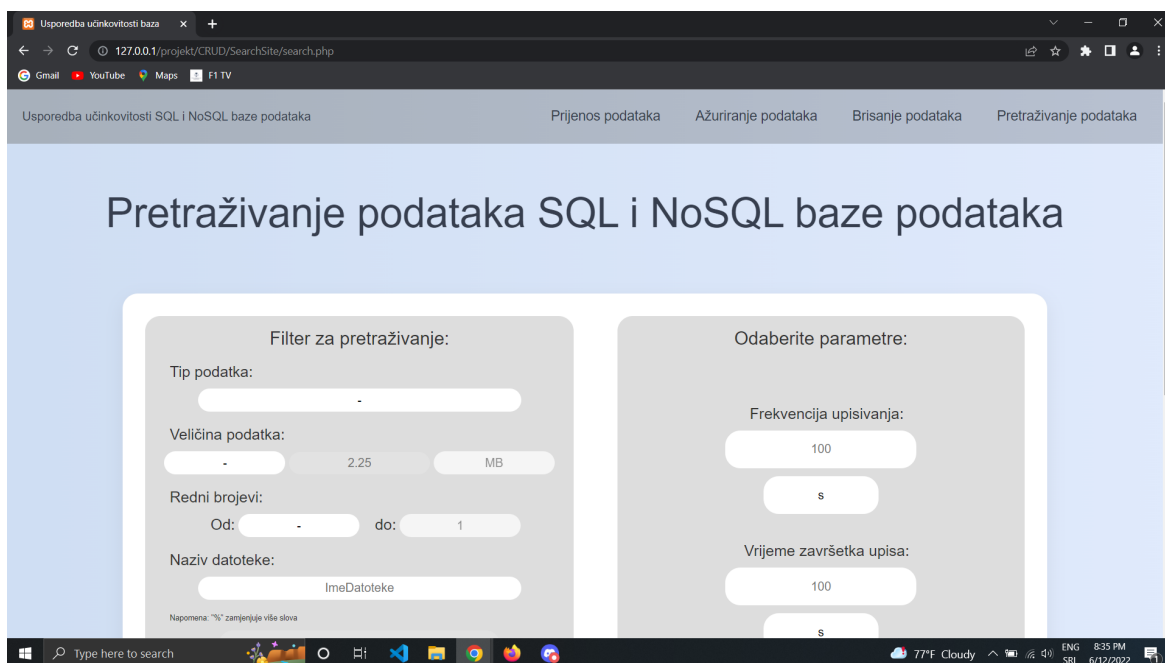 Usporedba učinkovitosti baza
127.0.0.1/projekt/CRUD/SearchSite/search.php
Gmail YouTube Maps F1 TV
Usporedba učinkovitosti SQL i NoSQL baze podataka Prijenos podataka Ažuriranje podataka Brisanje podataka Pretraživanje podataka
Pretraživanje podataka SQL i NoSQL baze podataka
Filter za pretraživanje:
Tip podatka:
-
Veličina podatka:
- 2.25 MB
Redni brojevi:
Od: - do: 1
Naziv datoteke:
ImeDatoteke
Napomena: "%" zamjenjuje više slova
Odaberite parametre:
Frekvencija upisivanja:
100
s
Vrijeme završetka upisa:
100
s
Type here to search
77°F Cloudy
ENG
SRL
8:35 PM
6/12/2022